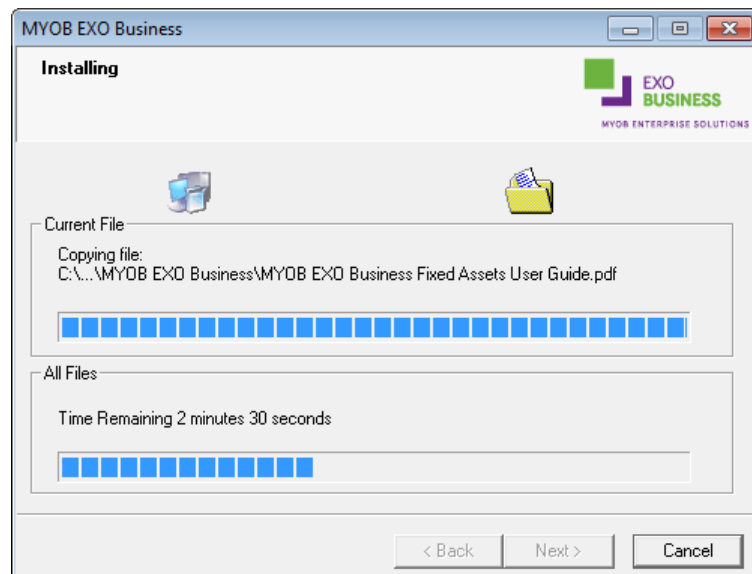 MYOB EXO Business
Installing
EXO
BUSINESS
MYOB ENTERPRISE SOLUTIONS
Current File
Copying file:
C:\...\MYOB EXO Business\MYOB EXO Business Fixed Assets User Guide.pdf
All Files
Time Remaining 2 minutes 30 seconds
< Back Next > Cancel